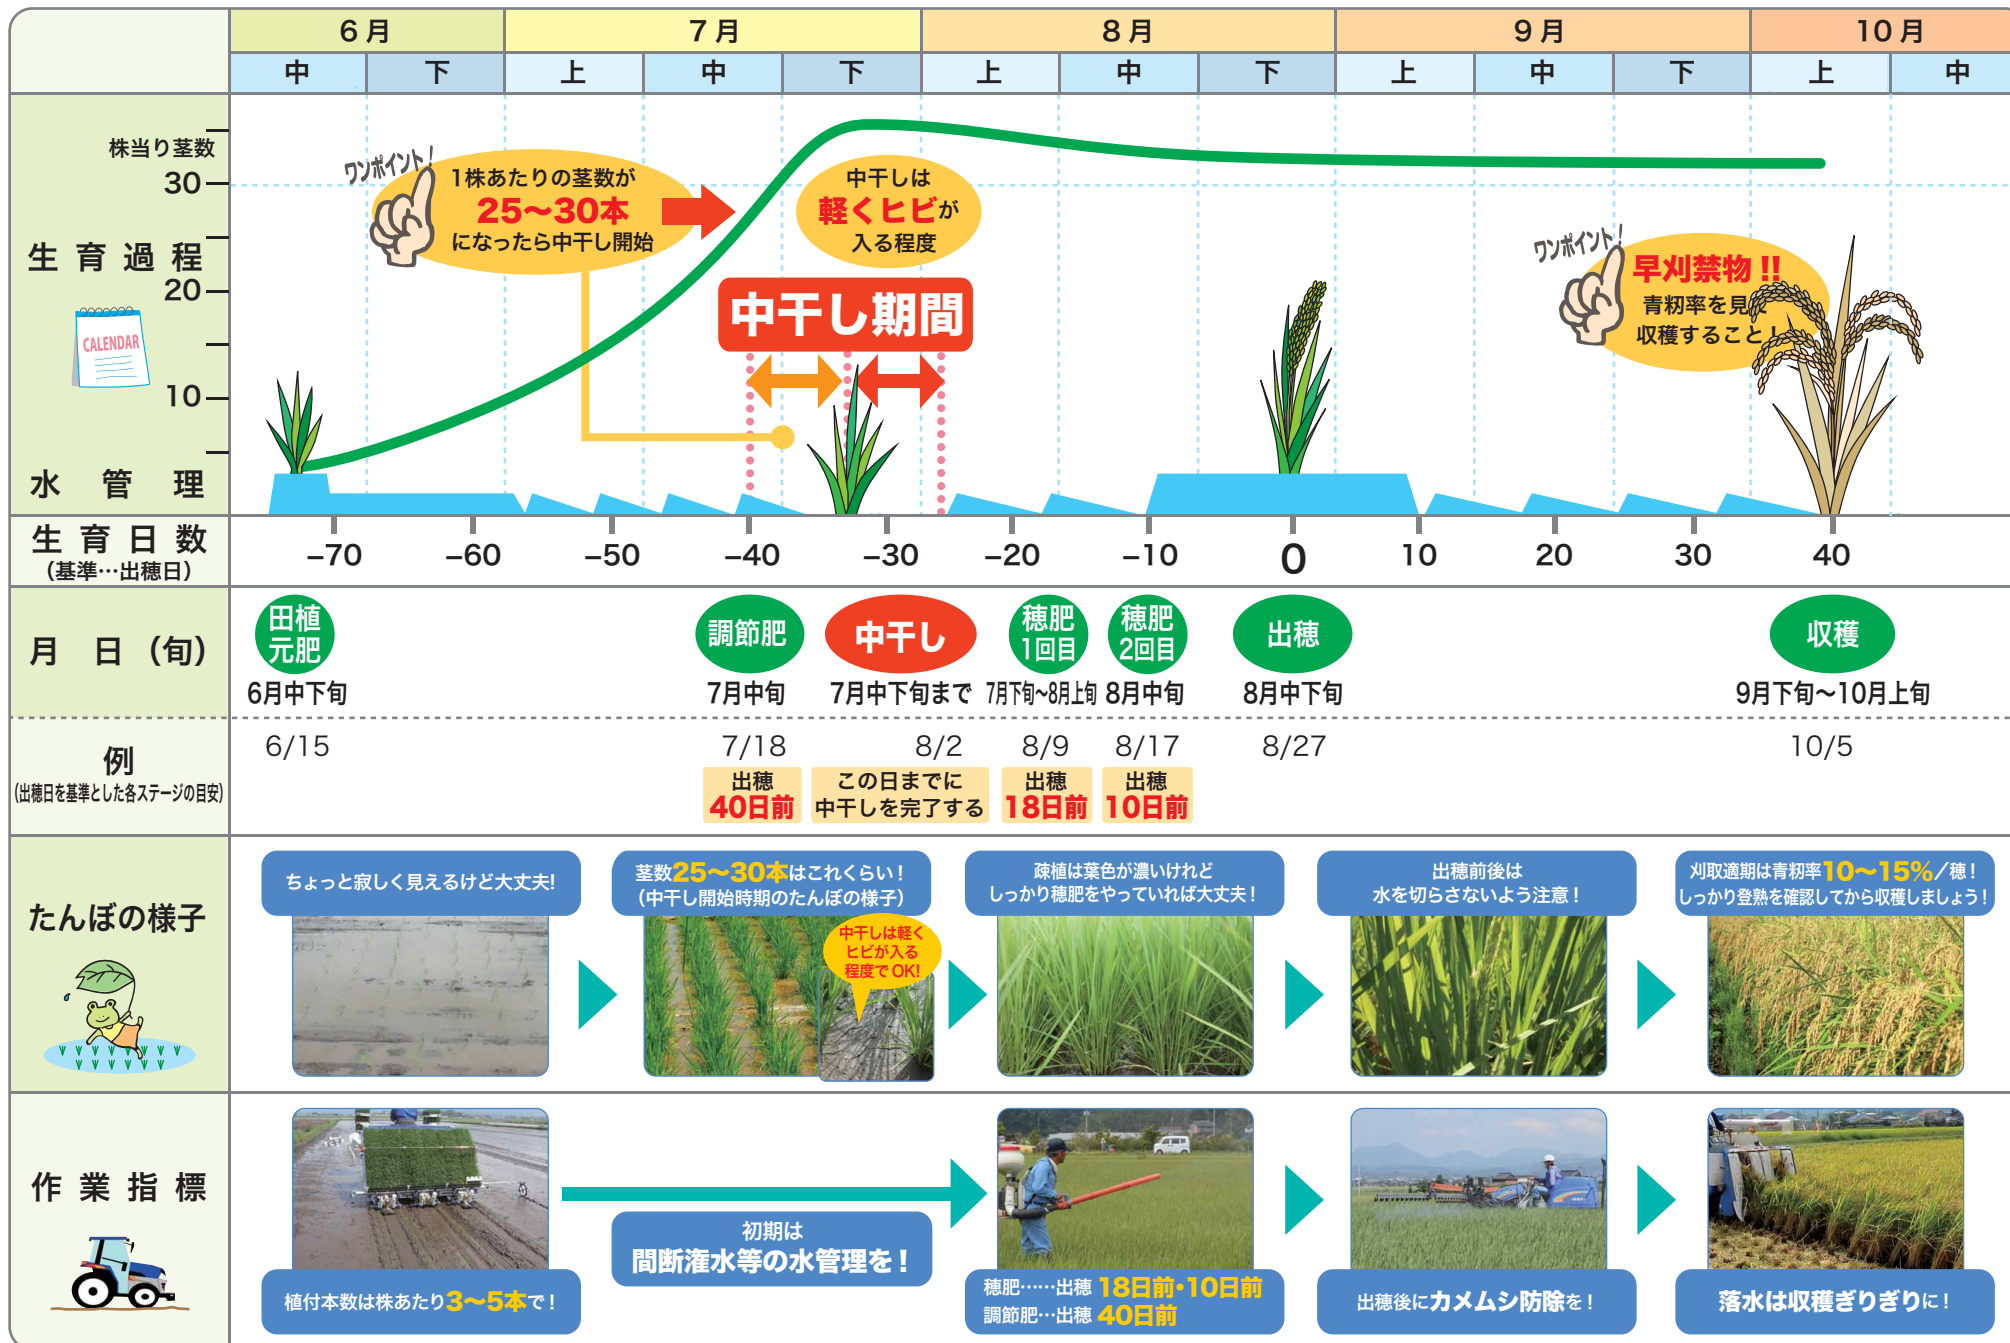 6月
7月
8月
9月
10月
中
下
上
中
下
上
中
下
上
中
下
上
中
生育過程
株当り茎数
30
20
10
CALENDAR
ワンポイント!
1株あたりの茎数が
25〜30本
になったら中干し開始
中干しは
軽くヒビが
入る程度
中干し期間
ワンポイント!
早刈禁物!!
青籾率を見て
収穫すること!
水管理
生育日数
(基準…出穂日)
−70
−60
−50
−40
−30
−20
−10
0
10
20
30
40
月 日(旬)
田植
元肥
6月中下旬
調節肥
7月中旬
中干し
7月中下旬まで
穂肥
1回目
7月下旬〜8月上旬
穂肥
2回目
8月中旬
出穂
8月中下旬
収穫
9月下旬〜10月上旬
例
(出穂日を基準とした各ステージの目安)
6/15
7/18
出穂
40日前
8/2
この日までに
中干しを完了する
8/9
出穂
18日前
8/17
出穂
10日前
8/27
10/5
たんぼの様子
ちょっと寂しく見えるけど大丈夫!
茎数25〜30本はこれくらい!
(中干し開始時期のたんぼの様子)
中干しは軽く
ヒビが入る
程度でOK!
疎植は葉色が濃いけれど
しっかり穂肥をやっていれば大丈夫!
出穂前後は
水を切らさないよう注意!
刈取適期は青籾率10〜15%/穂!
しっかり登熟を確認してから収穫しましょう!
作業指標
植付本数は株あたり3〜5本で!
初期は
間断潅水等の水管理を!
穂肥……出穂 18日前・10日前
調節肥…出穂 40日前
出穂後にカメムシ防除を!
落水は収穫ぎりぎりに!